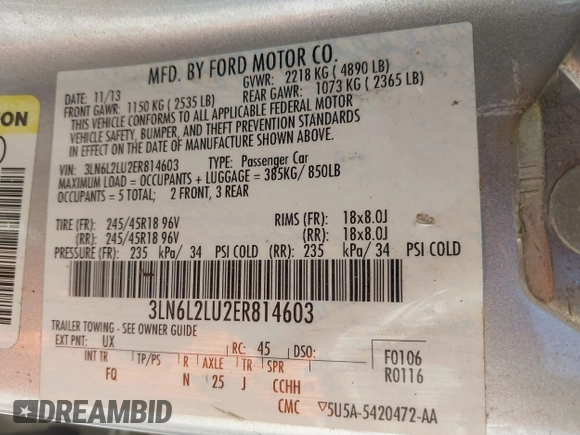 MFD. BY FORD MOTOR CO.
DATE: 11/13
GVWR: 2218 KG ( 4890 LB)
FRONT GAWR: 1150 KG ( 2535 LB)
REAR GAWR: 1073 KG ( 2365 LB)
THIS VEHICLE CONFORMS TO ALL APPLICABLE FEDERAL MOTOR
VEHICLE SAFETY, BUMPER, AND THEFT PREVENTION STANDARDS
IN EFFECT ON THE DATE OF MANUFACTURE SHOWN ABOVE.
VIN: 3LN6L2LU2ER814603
TYPE: Passenger Car
MAXIMUM LOAD = OCCUPANTS + LUGGAGE = 385KG/ 850LB
OCCUPANTS = 5 TOTAL; 2 FRONT, 3 REAR
TIRE (FR): 245/45R18 96V
RIMS (FR): 18x8.0J
(RR): 245/45R18 96V
(RR): 18x8.0J
PRESSURE (FR): 235 kPa/ 34 PSI COLD (RR): 235 kPa/ 34 PSI COLD
3LN6L2LU2ER814603
TRAILER TOWING - SEE OWNER GUIDE
EXT PNT: UX RC: 45 DSO:
INT TR TP/PS R AXLE TR SPR
FQ N 25 J CCHH
F0106
R0116
CMC ▽5U5A-5420472-AA
ON
DREAMBID